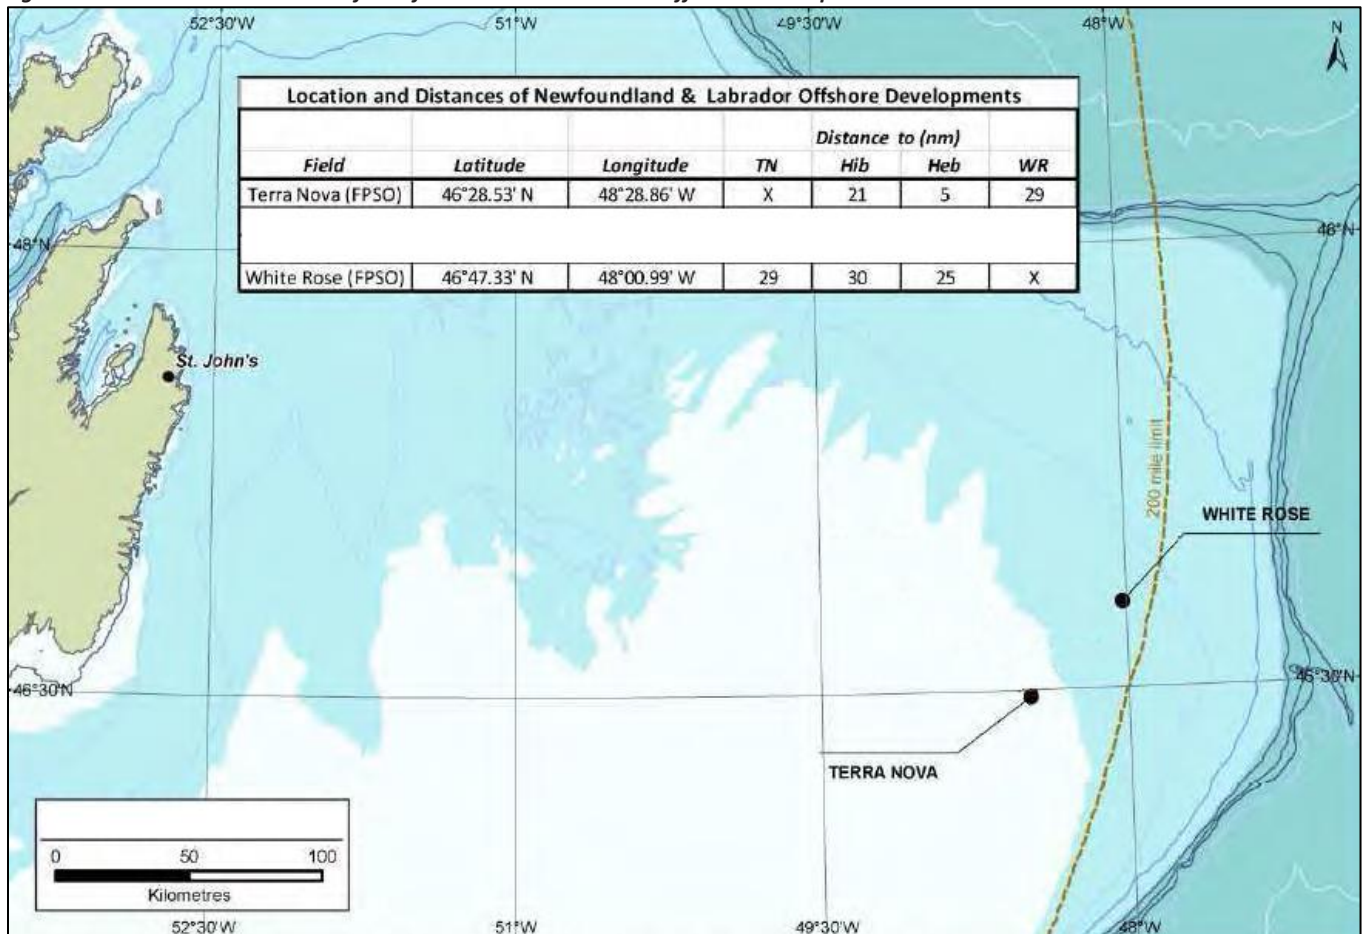 52°30'W 51°W 49°30'W 48°W
N
Location and Distances of Newfoundland & Labrador Offshore Developments
Distance to (nm)
Field Latitude Longitude TN Hib Heb WR
Terra Nova (FPSO) 46°28.53' N 48°28.86' W X 21 5 29
White Rose (FPSO) 46°47.33' N 48°00.99' W 29 30 25 X
48°N 48°N
St. John's
200 mile limit
WHITE ROSE
46°30'N 46°30'N
TERRA NOVA
0 50 100
Kilometres
52°30'W 51°W 49°30'W 48°W